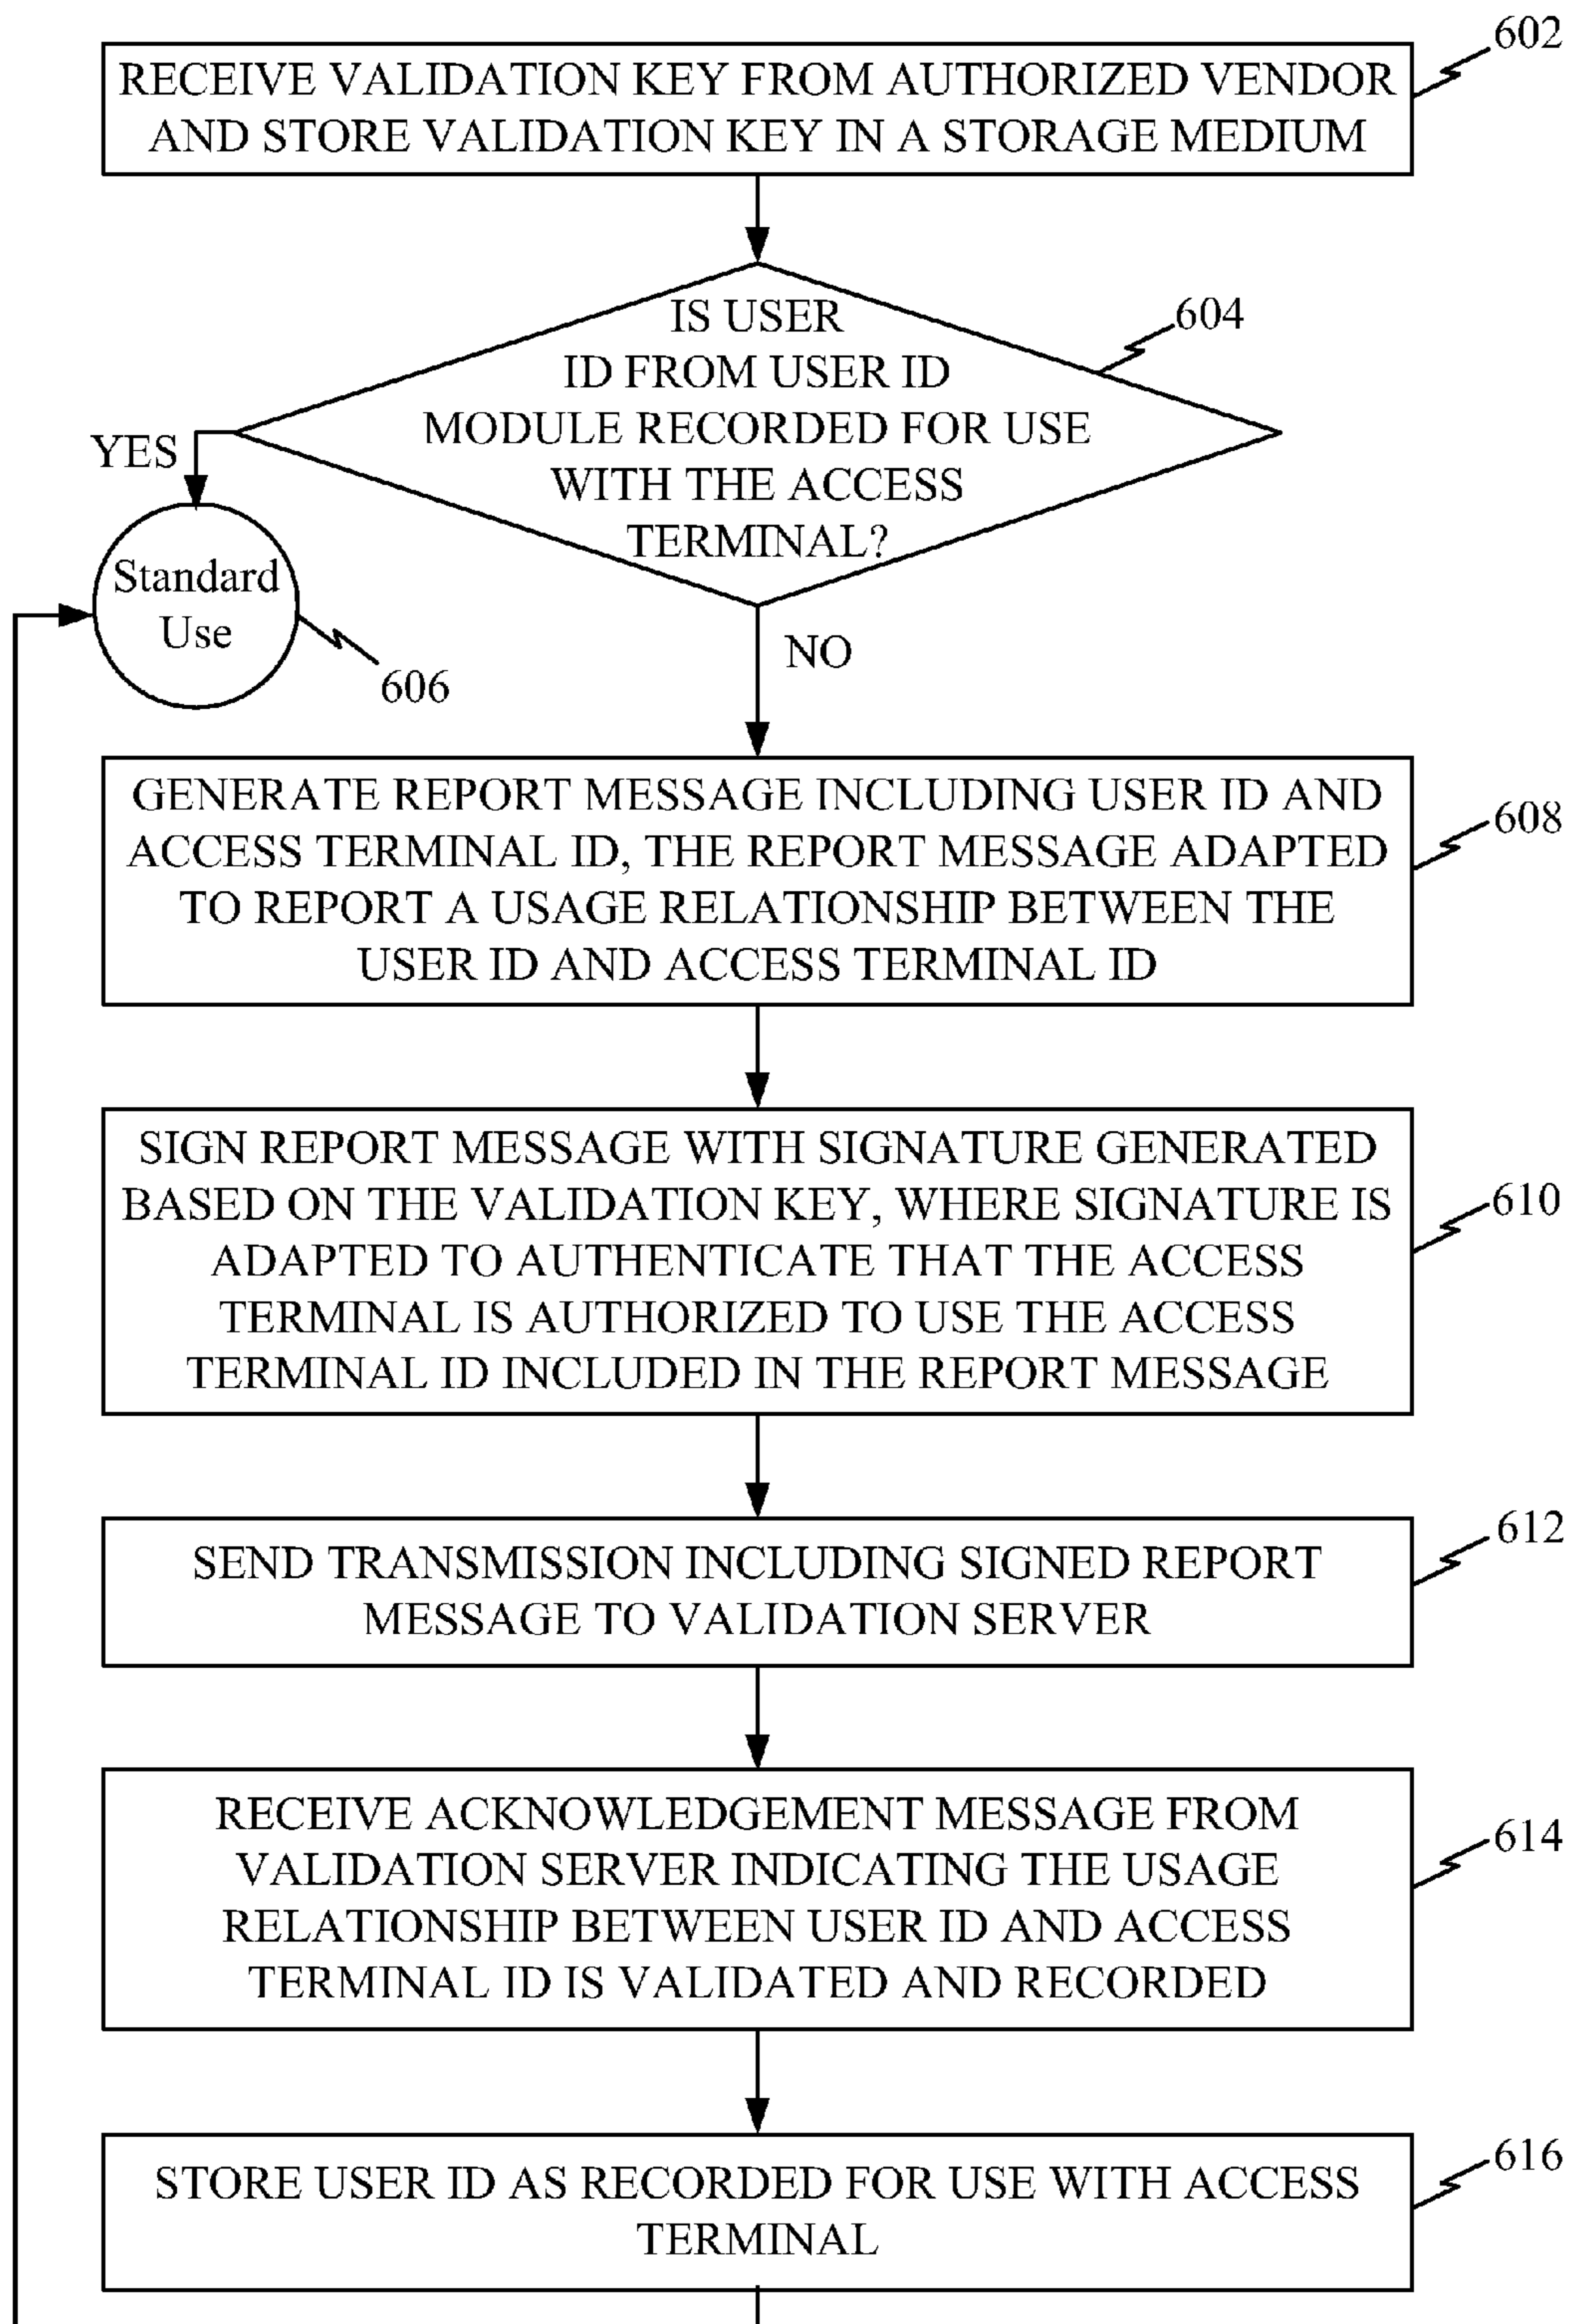 602
RECEIVE VALIDATION KEY FROM AUTHORIZED VENDOR
AND STORE VALIDATION KEY IN A STORAGE MEDIUM
604
IS USER
ID FROM USER ID
MODULE RECORDED FOR USE
WITH THE ACCESS
TERMINAL?
YES
Standard
Use
606
NO
608
GENERATE REPORT MESSAGE INCLUDING USER ID AND
ACCESS TERMINAL ID, THE REPORT MESSAGE ADAPTED
TO REPORT A USAGE RELATIONSHIP BETWEEN THE
USER ID AND ACCESS TERMINAL ID
610
SIGN REPORT MESSAGE WITH SIGNATURE GENERATED
BASED ON THE VALIDATION KEY, WHERE SIGNATURE IS
ADAPTED TO AUTHENTICATE THAT THE ACCESS
TERMINAL IS AUTHORIZED TO USE THE ACCESS
TERMINAL ID INCLUDED IN THE REPORT MESSAGE
612
SEND TRANSMISSION INCLUDING SIGNED REPORT
MESSAGE TO VALIDATION SERVER
614
RECEIVE ACKNOWLEDGEMENT MESSAGE FROM
VALIDATION SERVER INDICATING THE USAGE
RELATIONSHIP BETWEEN USER ID AND ACCESS
TERMINAL ID IS VALIDATED AND RECORDED
616
STORE USER ID AS RECORDED FOR USE WITH ACCESS
TERMINAL